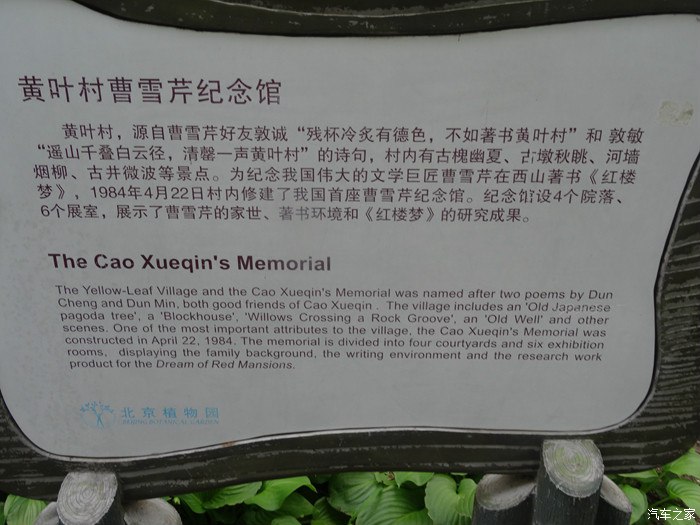 黄叶村曹雪芹纪念馆
黄叶村，源自曹雪芹好友敦诚“残杯冷炙有德色，不如著书黄叶村”和 敦敏
“遥山千叠白云径，清馨一声黄叶村”的诗句，村内有古槐幽夏、古墩秋眺、河墙
烟柳、古井微波等景点。为纪念我国伟大的文学巨匠曹雪芹在西山著书《红楼
梦》，1984年4月22日村内修建了我国首座曹雪芹纪念馆。纪念馆设4个院落、
6个展室，展示了曹雪芹的家世、著书环境和《红楼梦》的研究成果。
The Cao Xueqin's Memorial
The Yellow-Leaf Village and the Cao Xueqin's Memorial was named after two poems by Dun
Cheng and Dun Min, both good friends of Cao Xueqin . The village includes an 'Old Japanese
pagoda tree', a 'Blockhouse', 'Willows Crossing a Rock Groove', an 'Old Well' and other
scenes. One of the most important attributes to the village, the Cao Xueqin's Memorial was
constructed in April 22, 1984. The memorial is divided into four courtyards and six exhibition
rooms, displaying the family background, the writing environment and the research work
product for the Dream of Red Mansions.
北京植物园
BEIJING BOTANICAL GARDEN
汽车之家